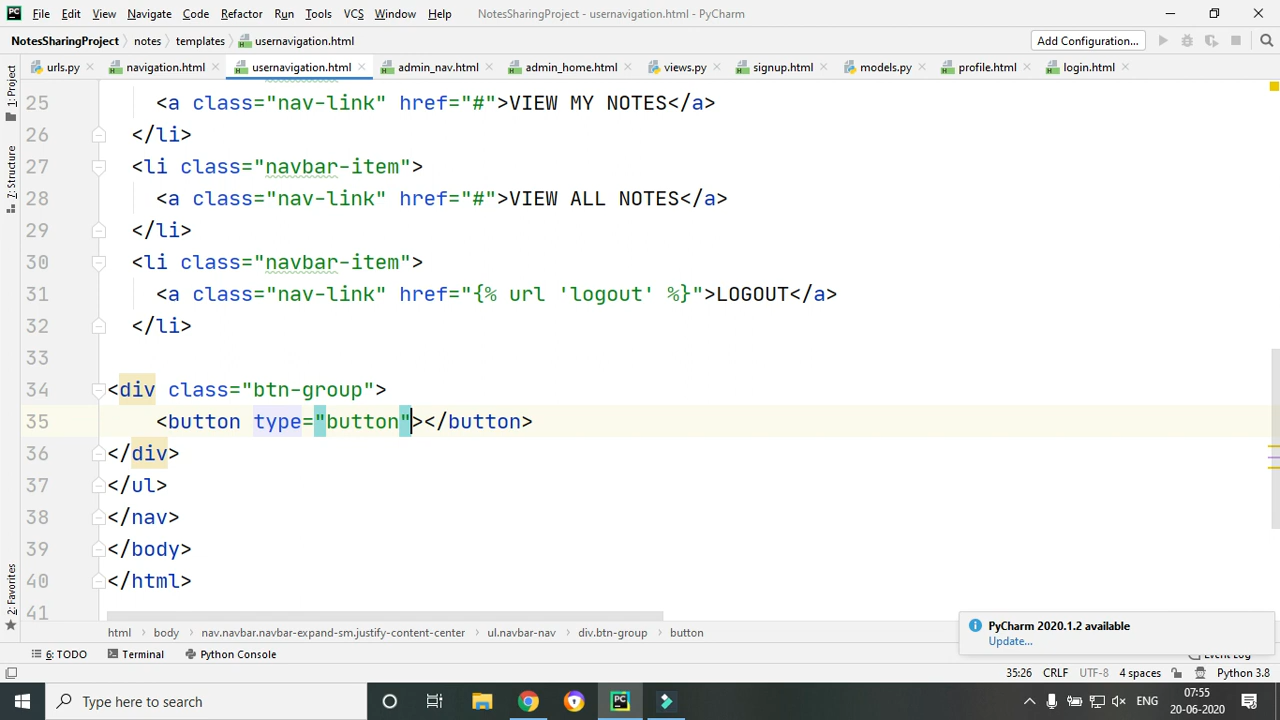 File Edit View Navigate Code Refactor Run Tools VCS Window Help NotesSharingProject - usernavigation.html - PyCharm
NotesSharingProject notes templates usernavigation.html Add Configuration...
urls.py navigation.html usernavigation.html admin_nav.html admin_home.html views.py signup.html models.py profile.html login.html
1: Project
7: Structure
2: Favorites
25 <a class="nav-link" href="#">VIEW MY NOTES</a>
26 </li>
27 <li class="navbar-item">
28 <a class="nav-link" href="#">VIEW ALL NOTES</a>
29 </li>
30 <li class="navbar-item">
31 <a class="nav-link" href="{% url 'logout' %}">LOGOUT</a>
32 </li>
33
34 <div class="btn-group">
35 <button type="button"></button>
36 </div>
37 </ul>
38 </nav>
39 </body>
40 </html>
41
html body nav.navbar.navbar-expand-sm.justify-content-center ul.navbar-nav div.btn-group button
PyCharm 2020.1.2 available
Update...
6: TODO Terminal Python Console Event Log
35:26 CRLF UTF-8 4 spaces Python 3.8
Type here to search ENG 07:55
20-06-2020